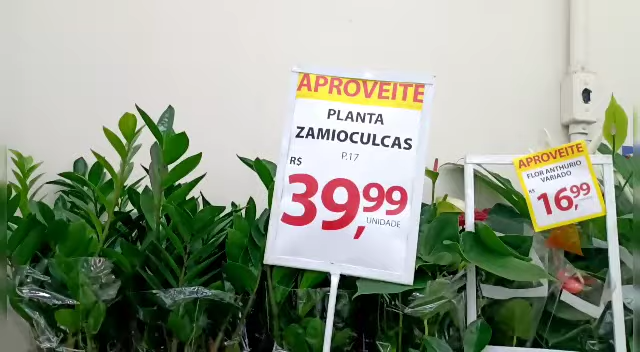 APROVEITE
PLANTA
ZAMIOCULCAS
P.17
R$ 39,99
UNIDADE
APROVEITE
FLOR ANTHURIO
VARIADO
R$ 16,99